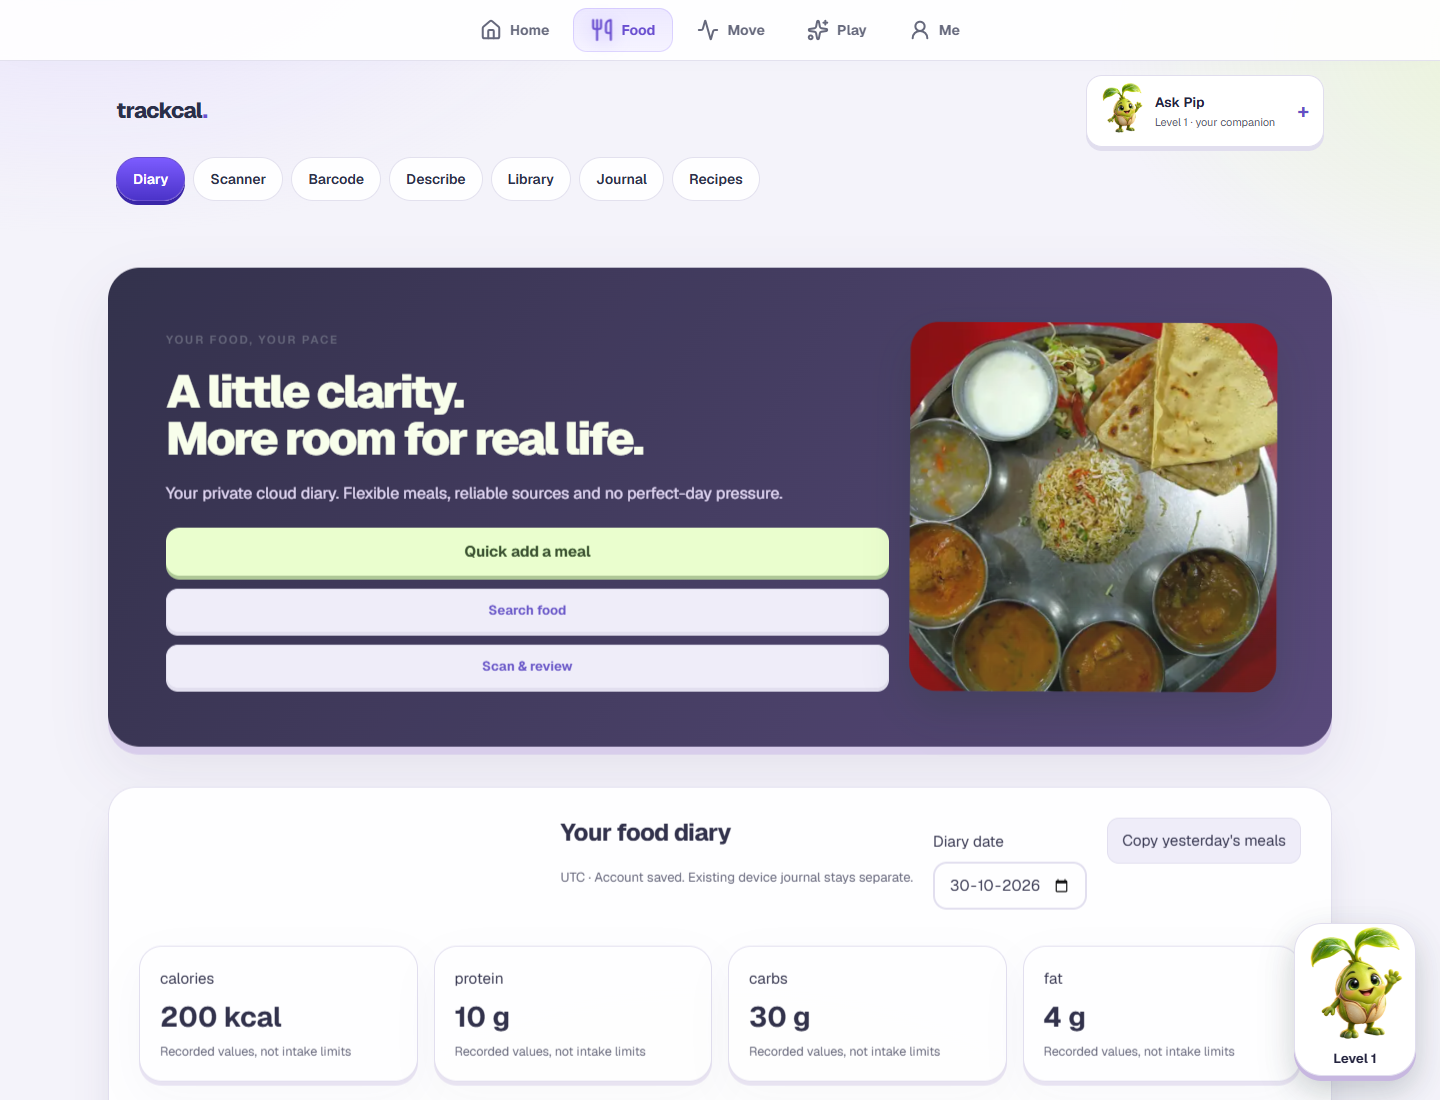 Home
Food
Move
Play
Me
trackcal.
Ask Pip
Level 1 · your companion
+
Diary
Scanner
Barcode
Describe
Library
Journal
Recipes
YOUR FOOD, YOUR PACE
A little clarity.
More room for real life.
Your private cloud diary. Flexible meals, reliable sources and no perfect-day pressure.
Quick add a meal
Search food
Scan & review
Your food diary
UTC · Account saved. Existing device journal stays separate.
Diary date
30-10-2026
Copy yesterday's meals
calories
200 kcal
Recorded values, not intake limits
protein
10 g
Recorded values, not intake limits
carbs
30 g
Recorded values, not intake limits
fat
4 g
Recorded values, not intake limits
Level 1